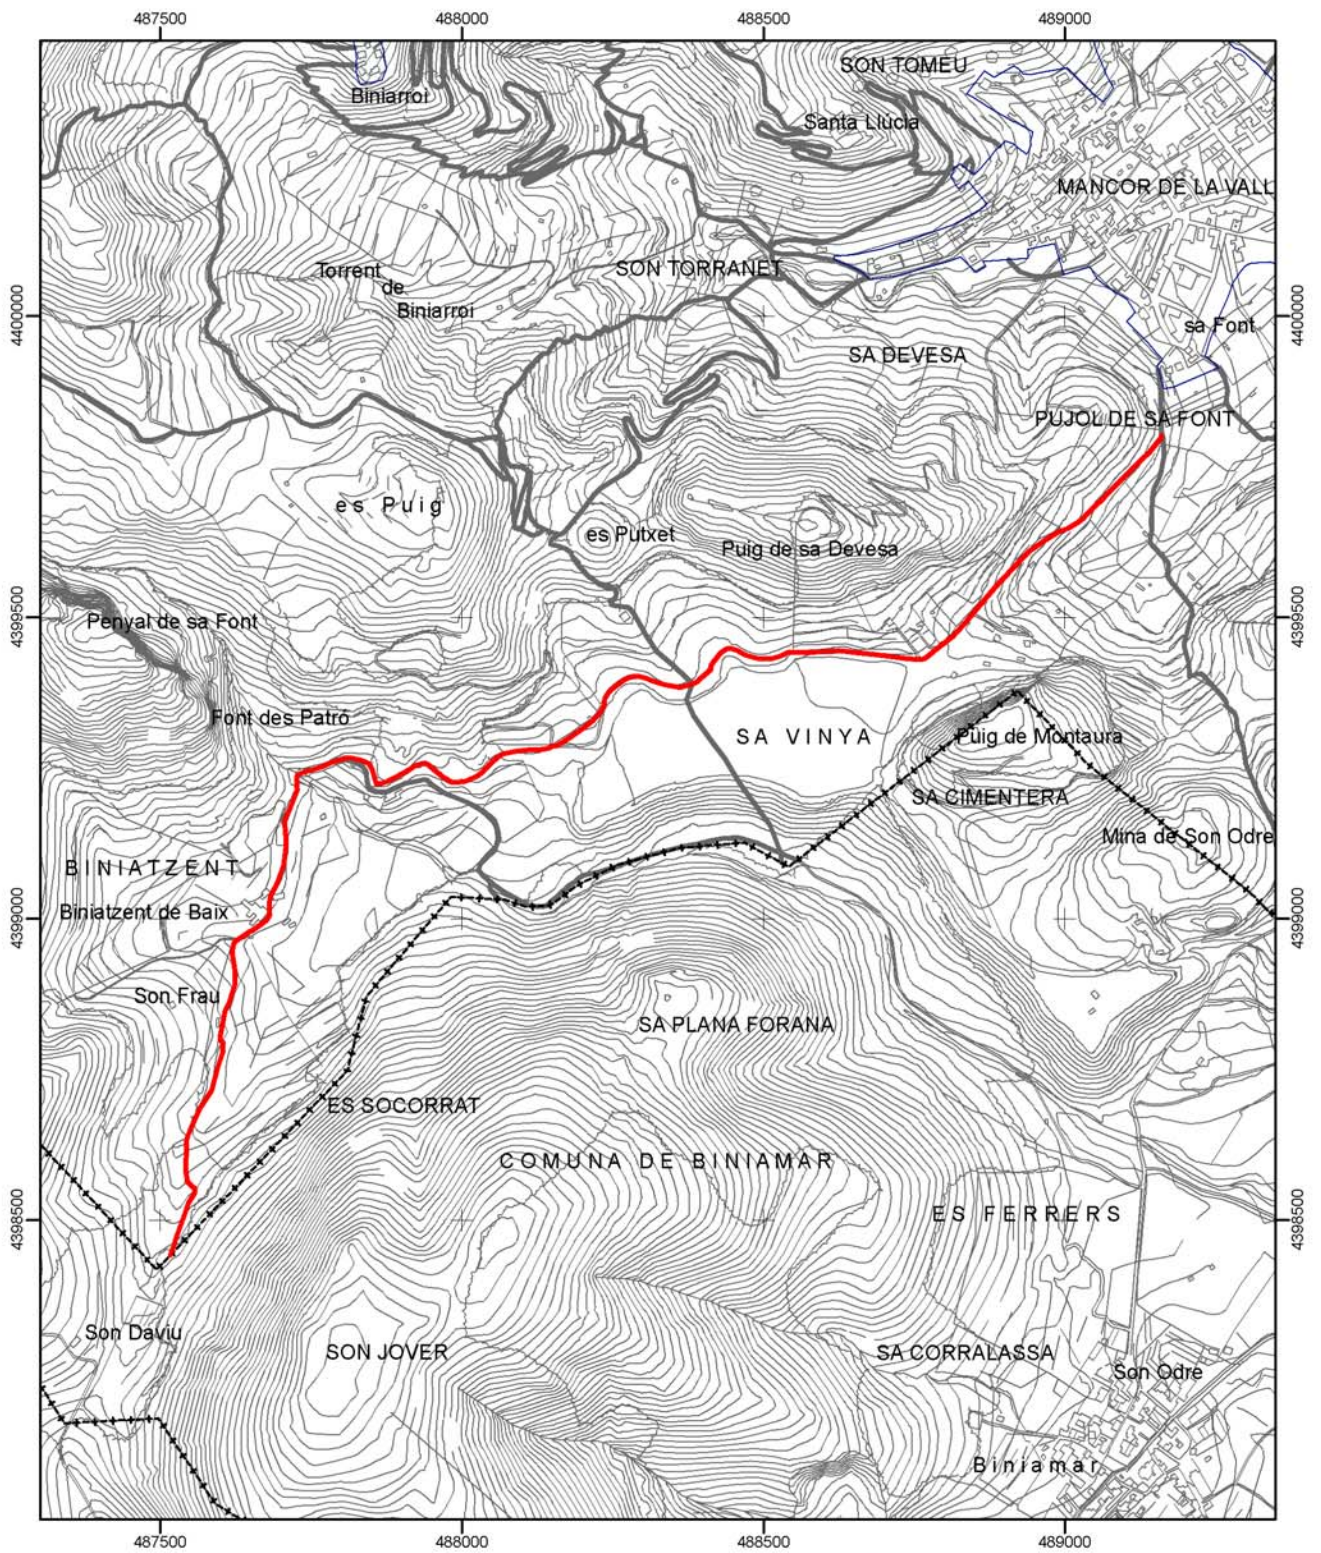 487500
488000
488500
489000
SON TOMEU
Biniarroi
Santa Llúcia
MANCOR DE LA VALL
SON TORRANET
Torrent
de
Biniarroi
4400000
4400000
sa Font
SA DEVESA
PUJOL DE SA FONT
es Puig
es Putxet
Puig de sa Devesa
4399500
4399500
Penyal de sa Font
Font des Patró
SA VINYA
Puig de Montaura
SA CIMENTERA
Mina de Son Odre
BINIATZENT
Biniatzent de Baix
4399000
4399000
Son Frau
SA PLANA FORANA
ES SOCORRAT
COMUNA DE BINIAMAR
ES FERRERS
4398500
4398500
Son Daviu
SON JOVER
SA CORRALASSA
Son Odre
Biniamar
487500
488000
488500
489000